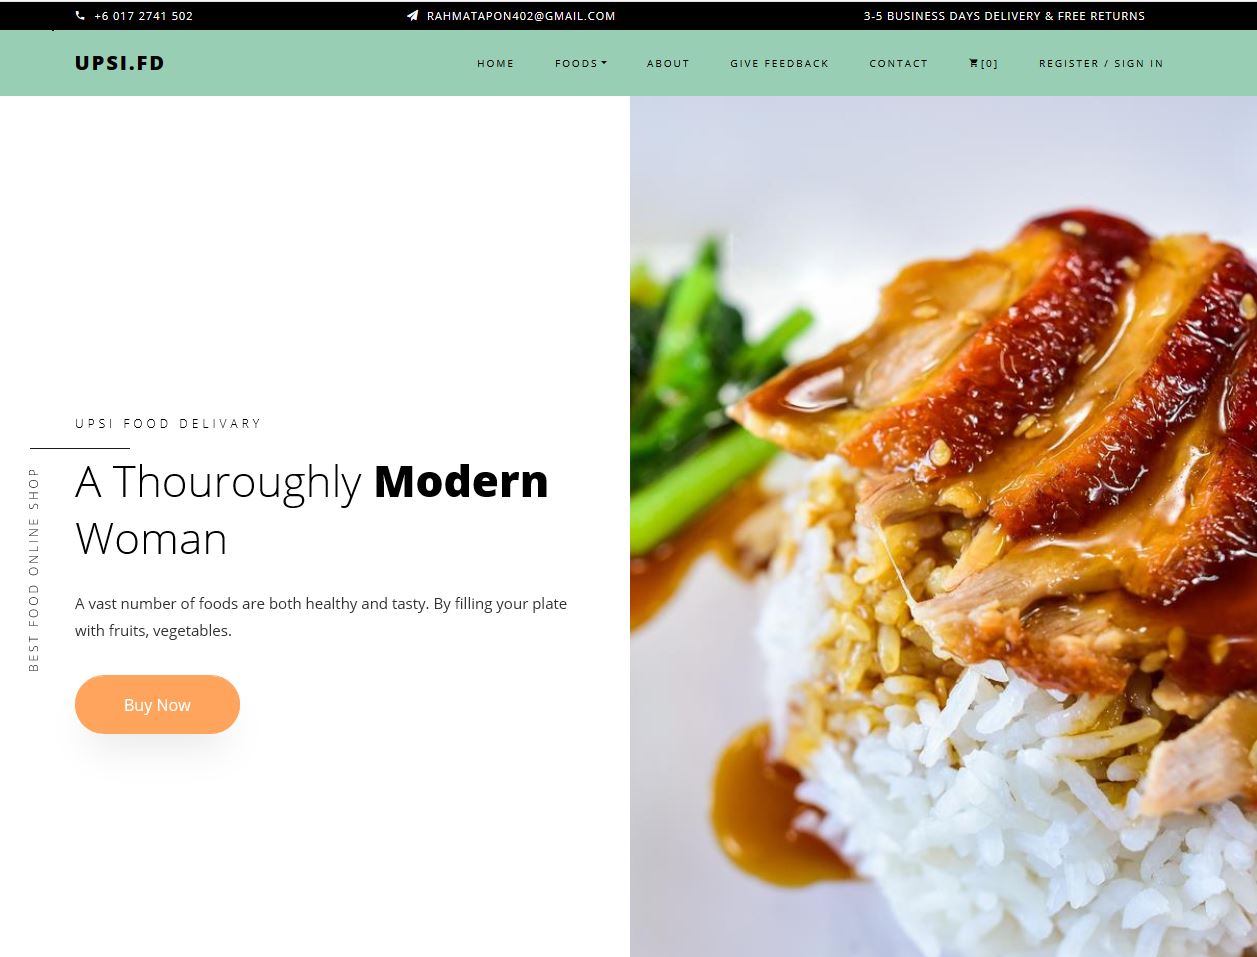 +6 017 2741 502
RAHMATAPON402@GMAIL.COM
3-5 BUSINESS DAYS DELIVERY & FREE RETURNS
UPSI.FD
HOME
FOODS
ABOUT
GIVE FEEDBACK
CONTACT
[0]
REGISTER / SIGN IN
UPSI FOOD DELIVARY
BEST FOOD ONLINE SHOP
A Thouroughly Modern
Woman
A vast number of foods are both healthy and tasty. By filling your plate
with fruits, vegetables.
Buy Now